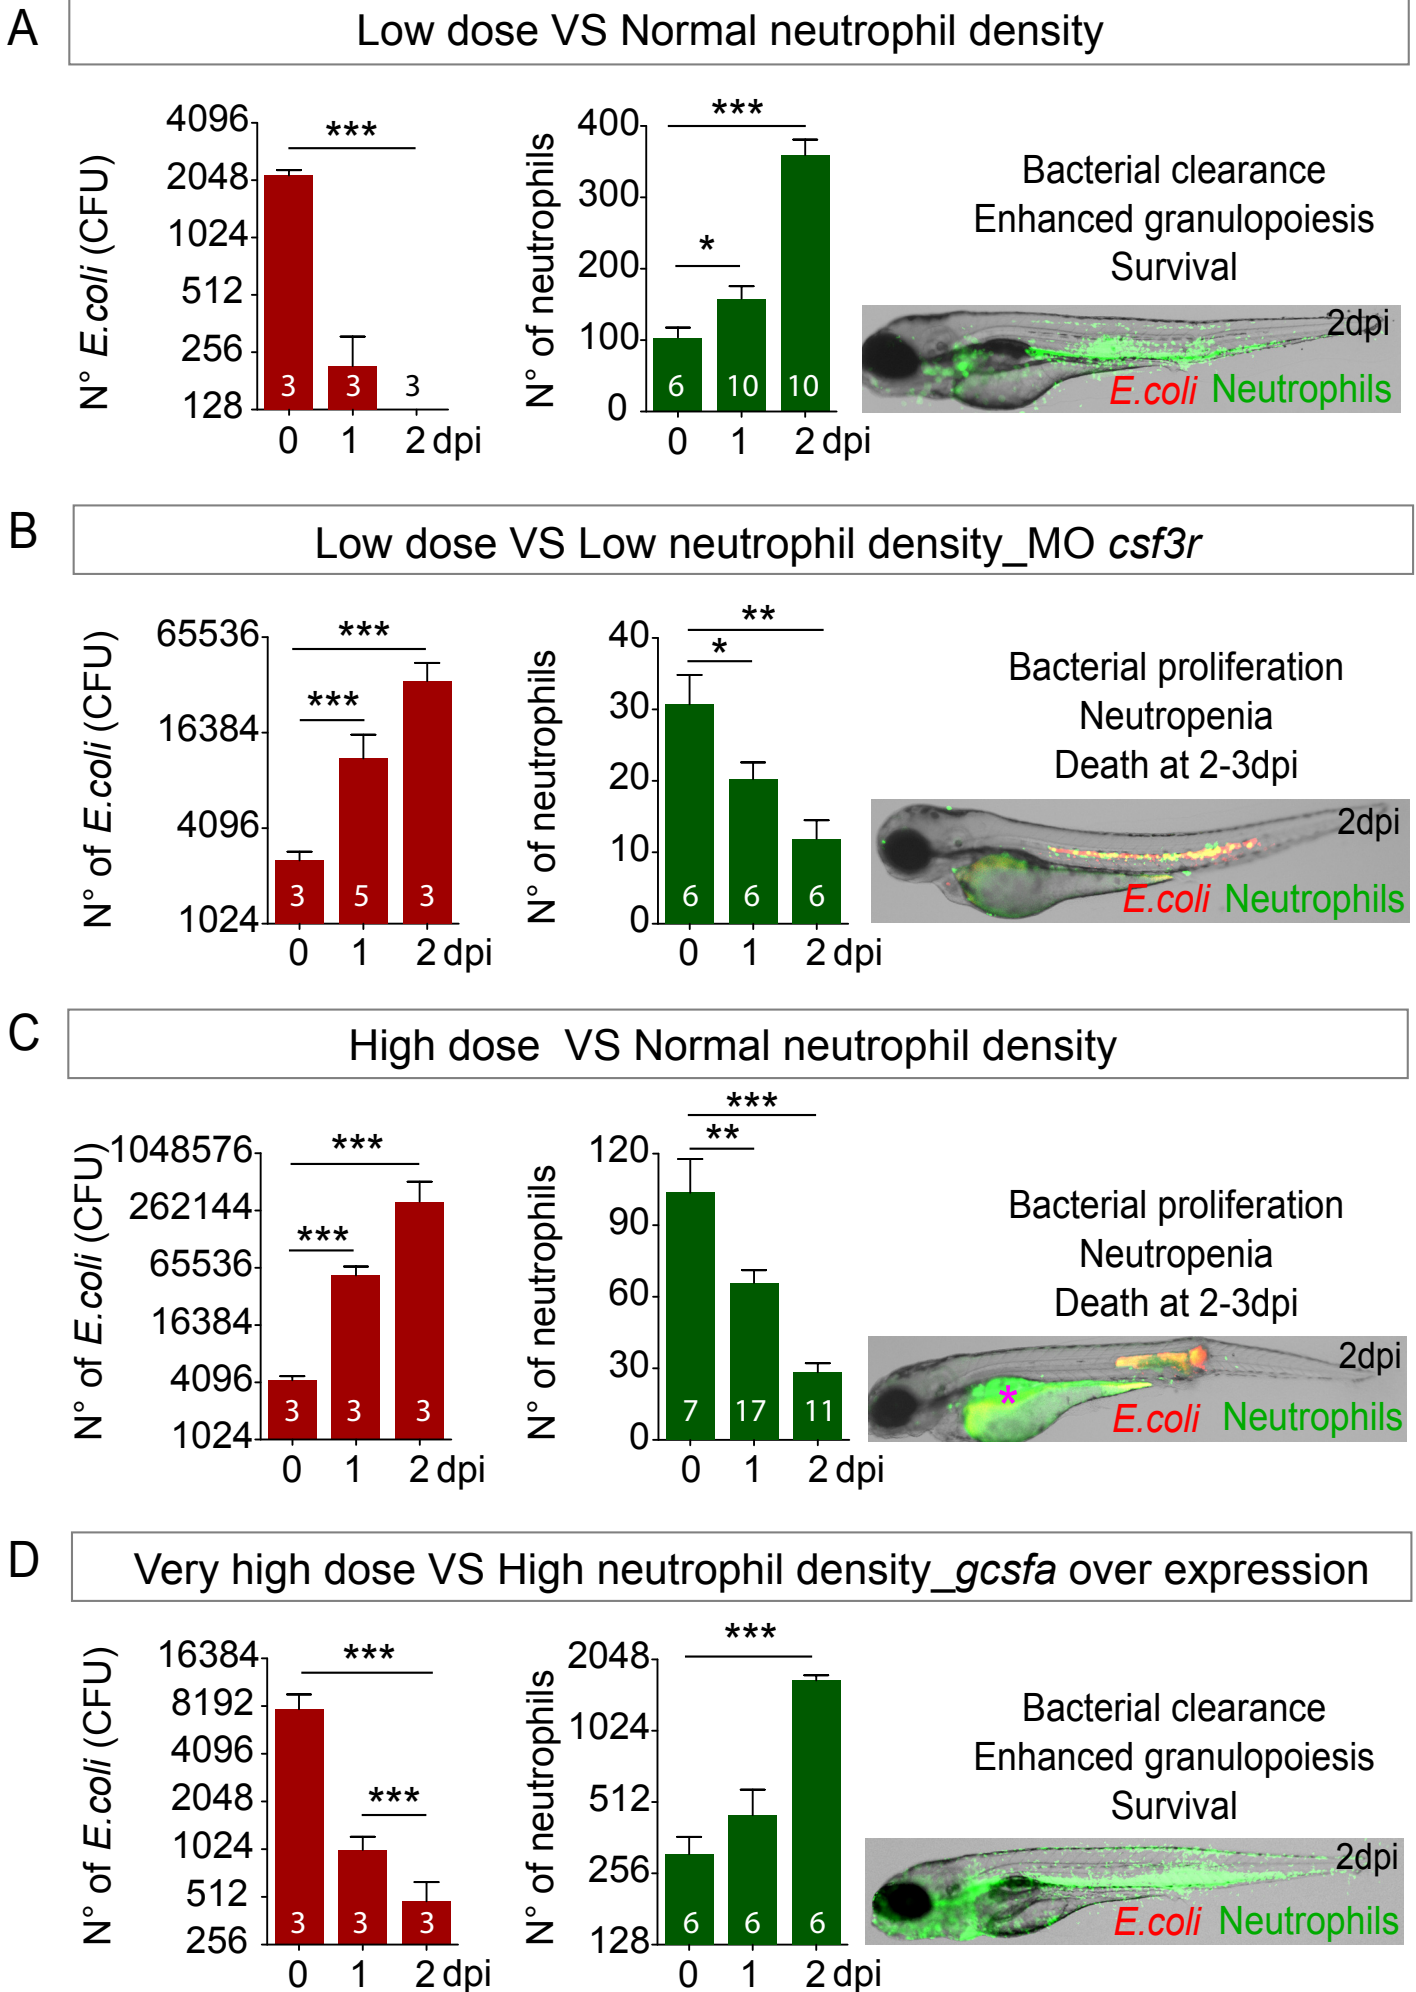 A
Low dose VS Normal neutrophil density
N° E.coli (CFU)
4096
2048
1024
512
256
128
***
3
3
3
0
1
2 dpi
N° of neutrophils
400
300
200
100
0
***
*
6
10
10
0
1
2 dpi
Bacterial clearance
Enhanced granulopoiesis
Survival
2dpi
E.coli Neutrophils
B
Low dose VS Low neutrophil density_MO csf3r
N° of E.coli (CFU)
65536
16384
4096
1024
***
***
3
5
3
0
1
2 dpi
N° of neutrophils
40
30
20
10
0
**
*
6
6
6
0
1
2 dpi
Bacterial proliferation
Neutropenia
Death at 2-3dpi
2dpi
E.coli Neutrophils
C
High dose VS Normal neutrophil density
N° of E.coli (CFU)
1048576
262144
65536
16384
4096
1024
***
***
3
3
3
0
1
2 dpi
N° of neutrophils
120
90
60
30
0
***
**
7
17
11
0
1
2 dpi
Bacterial proliferation
Neutropenia
Death at 2-3dpi
2dpi
*
E.coli Neutrophils
D
Very high dose VS High neutrophil density_gcsfa over expression
N° of E.coli (CFU)
16384
8192
4096
2048
1024
512
256
***
***
3
3
3
0
1
2 dpi
N° of neutrophils
2048
1024
512
256
128
***
6
6
6
0
1
2 dpi
Bacterial clearance
Enhanced granulopoiesis
Survival
2dpi
E.coli Neutrophils